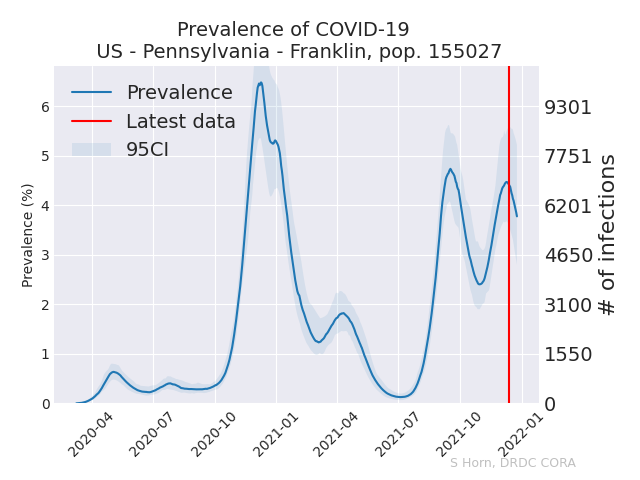 Prevalence of COVID-19
US - Pennsylvania - Franklin, pop. 155027
Prevalence
Latest data
95CI
Prevalence (%)
6
5
4
3
2
1
0
9301
7751
6201
4650
3100
1550
0
# of infections
2020-04
2020-07
2020-10
2021-01
2021-04
2021-07
2021-10
2022-01
S Horn, DRDC CORA